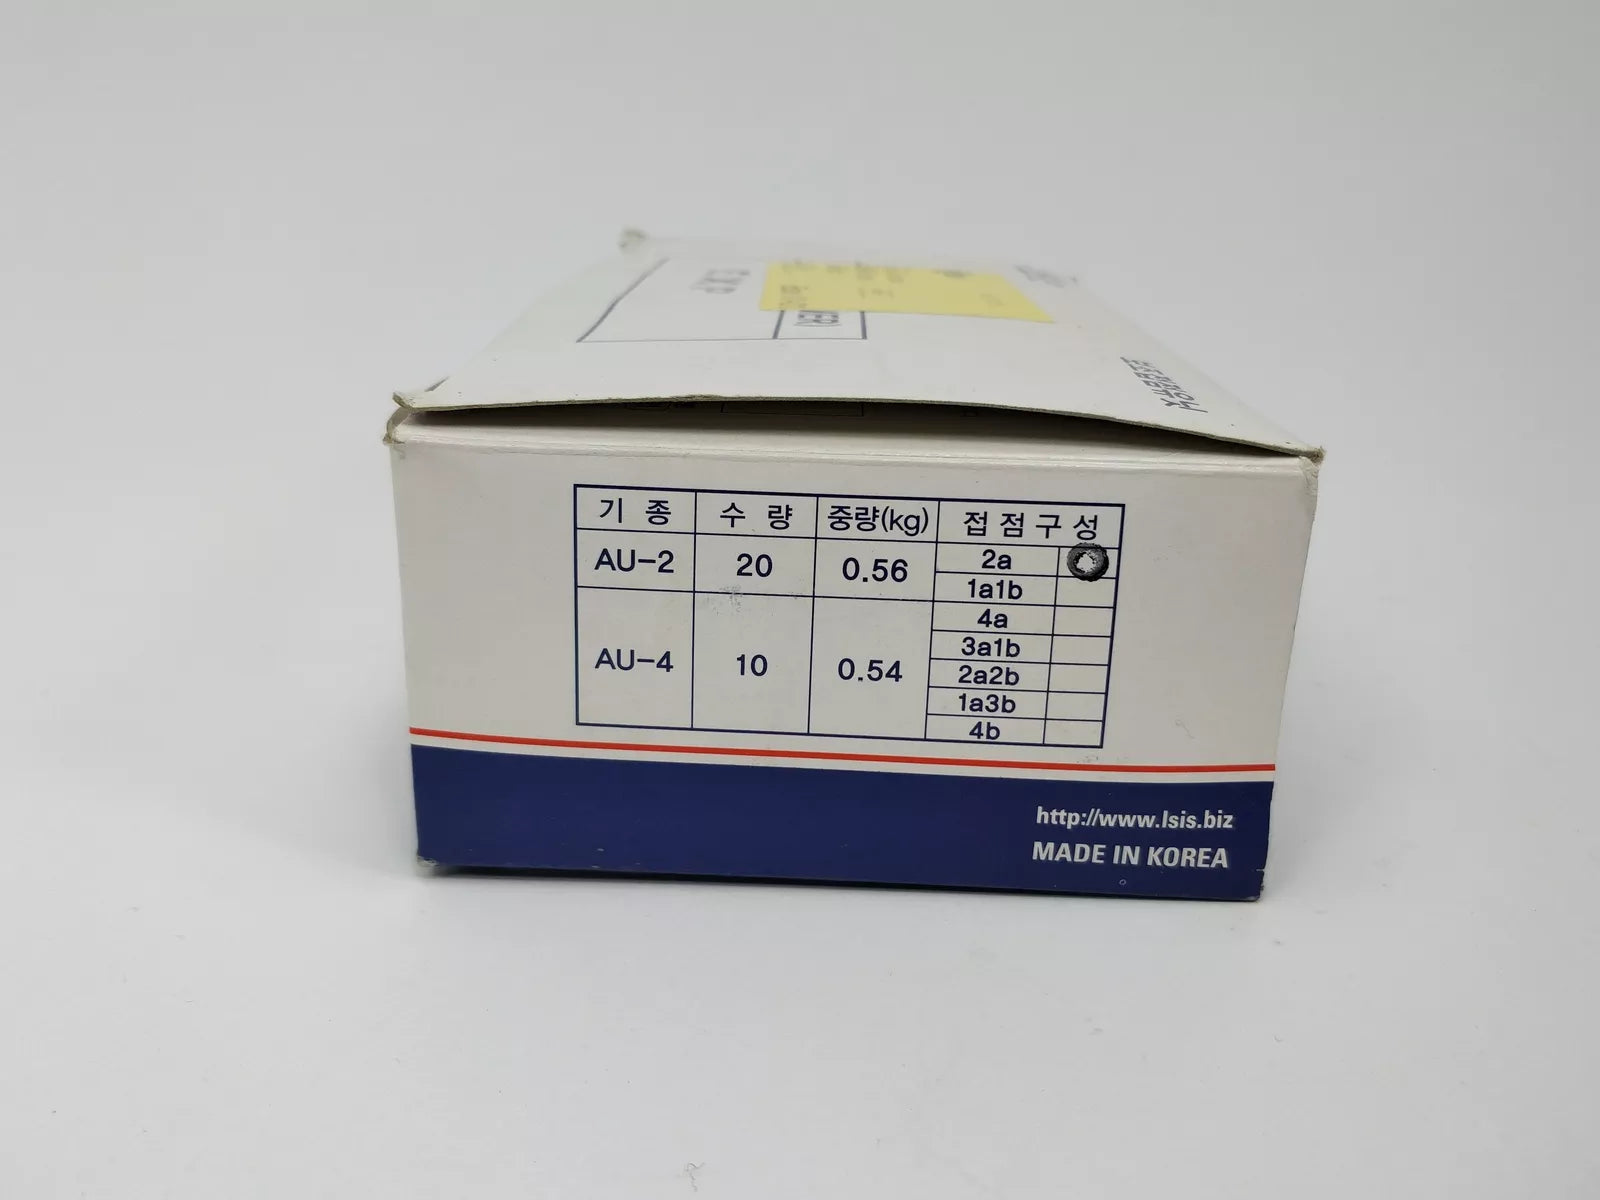 EXP
기 종 수 량 중량(kg) 접 점 구 성
AU-2 20 0.56 2a
1a1b
AU-4 10 0.54 4a
3a1b
2a2b
1a3b
4b
http://www.lsis.biz
MADE IN KOREA